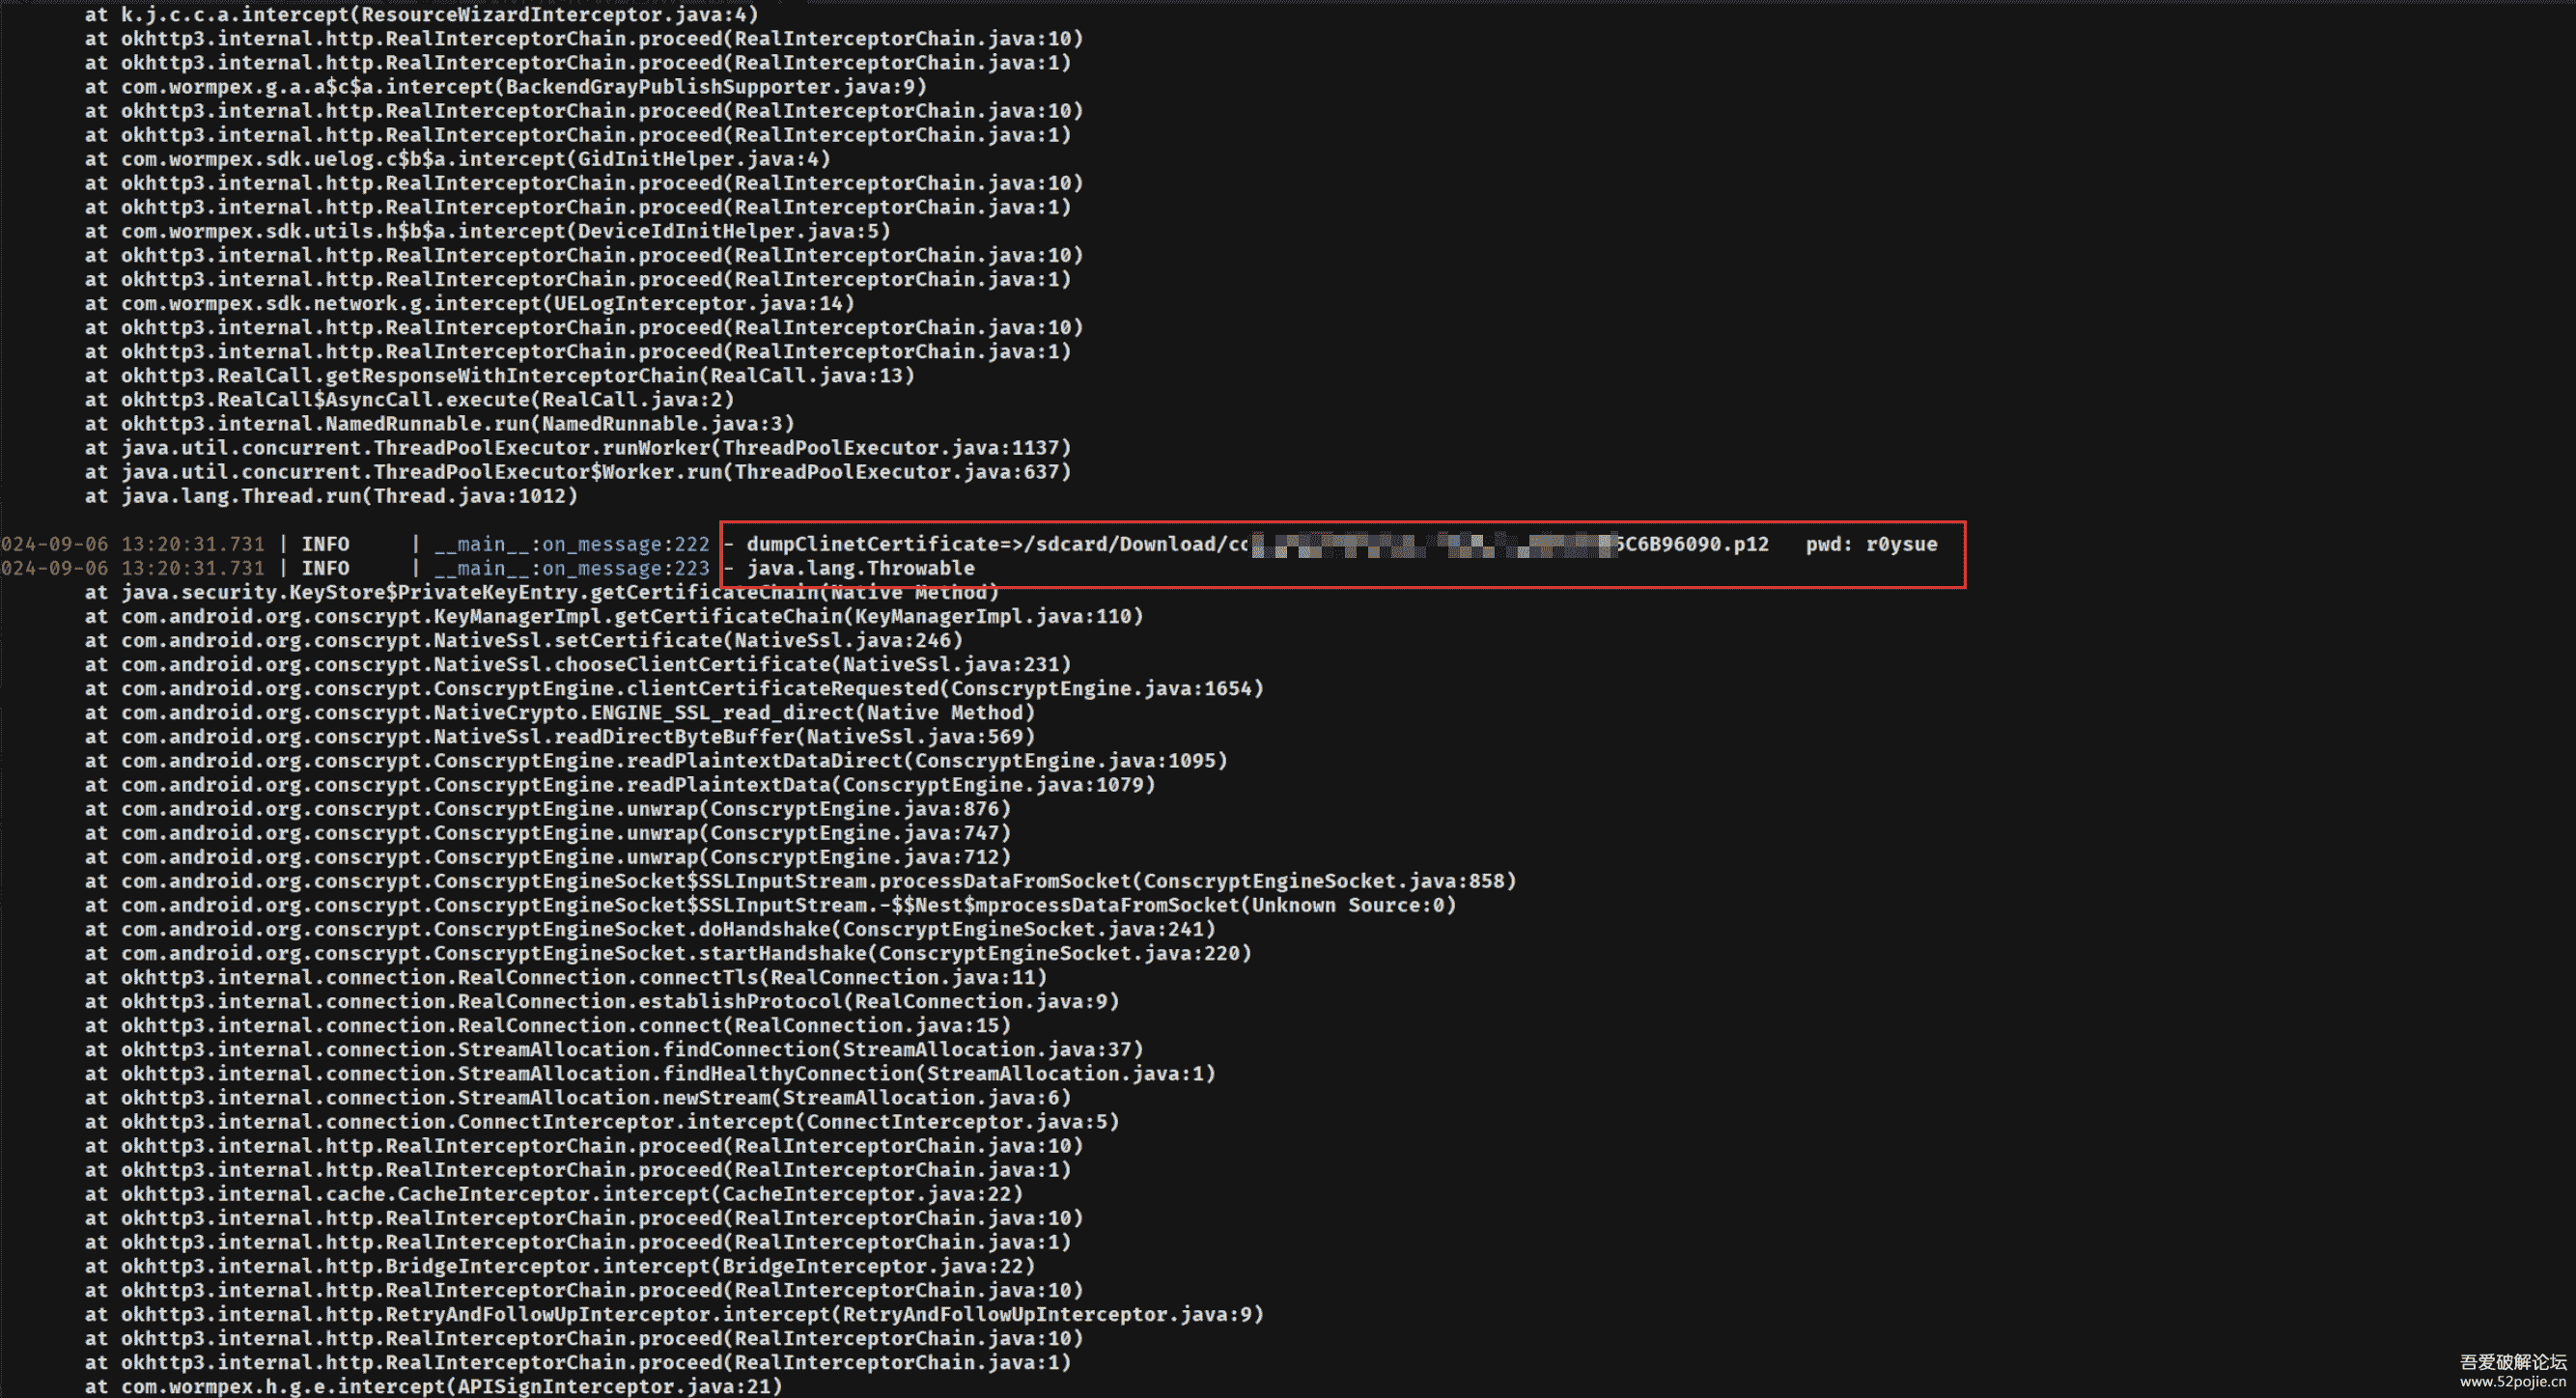 at k.j.c.c.a.intercept(ResourceWizardInterceptor.java:4)
at okhttp3.internal.http.RealInterceptorChain.proceed(RealInterceptorChain.java:10)
at okhttp3.internal.http.RealInterceptorChain.proceed(RealInterceptorChain.java:1)
at com.wormpex.g.a.a$c$a.intercept(BackendGrayPublishSupporter.java:9)
at okhttp3.internal.http.RealInterceptorChain.proceed(RealInterceptorChain.java:10)
at okhttp3.internal.http.RealInterceptorChain.proceed(RealInterceptorChain.java:1)
at com.wormpex.sdk.uelog.c$b$a.intercept(GidInitHelper.java:4)
at okhttp3.internal.http.RealInterceptorChain.proceed(RealInterceptorChain.java:10)
at okhttp3.internal.http.RealInterceptorChain.proceed(RealInterceptorChain.java:1)
at com.wormpex.sdk.utils.h$b$a.intercept(DeviceIdInitHelper.java:5)
at okhttp3.internal.http.RealInterceptorChain.proceed(RealInterceptorChain.java:10)
at okhttp3.internal.http.RealInterceptorChain.proceed(RealInterceptorChain.java:1)
at com.wormpex.sdk.network.g.intercept(UELogInterceptor.java:14)
at okhttp3.internal.http.RealInterceptorChain.proceed(RealInterceptorChain.java:10)
at okhttp3.internal.http.RealInterceptorChain.proceed(RealInterceptorChain.java:1)
at okhttp3.RealCall.getResponseWithInterceptorChain(RealCall.java:13)
at okhttp3.RealCall$AsyncCall.execute(RealCall.java:2)
at okhttp3.internal.NamedRunnable.run(NamedRunnable.java:3)
at java.util.concurrent.ThreadPoolExecutor.runWorker(ThreadPoolExecutor.java:1137)
at java.util.concurrent.ThreadPoolExecutor$Worker.run(ThreadPoolExecutor.java:637)
at java.lang.Thread.run(Thread.java:1012)
024-09-06 13:20:31.731 | INFO | __main__:on_message:222 - dumpClinetCertificate=>/sdcard/Download/cc 5C6B96090.p12 pwd: r0ysue
024-09-06 13:20:31.731 | INFO | __main__:on_message:223 - java.lang.Throwable
at java.security.KeyStore$PrivateKeyEntry.getCertificateChain(Native Method)
at com.android.org.conscrypt.KeyManagerImpl.getCertificateChain(KeyManagerImpl.java:110)
at com.android.org.conscrypt.NativeSsl.setCertificate(NativeSsl.java:246)
at com.android.org.conscrypt.NativeSsl.chooseClientCertificate(NativeSsl.java:231)
at com.android.org.conscrypt.ConscryptEngine.clientCertificateRequested(ConscryptEngine.java:1654)
at com.android.org.conscrypt.NativeCrypto.ENGINE_SSL_read_direct(Native Method)
at com.android.org.conscrypt.NativeSsl.readDirectByteBuffer(NativeSsl.java:569)
at com.android.org.conscrypt.ConscryptEngine.readPlaintextDataDirect(ConscryptEngine.java:1095)
at com.android.org.conscrypt.ConscryptEngine.readPlaintextData(ConscryptEngine.java:1079)
at com.android.org.conscrypt.ConscryptEngine.unwrap(ConscryptEngine.java:876)
at com.android.org.conscrypt.ConscryptEngine.unwrap(ConscryptEngine.java:747)
at com.android.org.conscrypt.ConscryptEngine.unwrap(ConscryptEngine.java:712)
at com.android.org.conscrypt.ConscryptEngineSocket$SSLInputStream.processDataFromSocket(ConscryptEngineSocket.java:858)
at com.android.org.conscrypt.ConscryptEngineSocket$SSLInputStream.-$$Nest$mprocessDataFromSocket(Unknown Source:0)
at com.android.org.conscrypt.ConscryptEngineSocket.doHandshake(ConscryptEngineSocket.java:241)
at com.android.org.conscrypt.ConscryptEngineSocket.startHandshake(ConscryptEngineSocket.java:220)
at okhttp3.internal.connection.RealConnection.connectTls(RealConnection.java:11)
at okhttp3.internal.connection.RealConnection.establishProtocol(RealConnection.java:9)
at okhttp3.internal.connection.RealConnection.connect(RealConnection.java:15)
at okhttp3.internal.connection.StreamAllocation.findConnection(StreamAllocation.java:37)
at okhttp3.internal.connection.StreamAllocation.findHealthyConnection(StreamAllocation.java:1)
at okhttp3.internal.connection.StreamAllocation.newStream(StreamAllocation.java:6)
at okhttp3.internal.connection.ConnectInterceptor.intercept(ConnectInterceptor.java:5)
at okhttp3.internal.http.RealInterceptorChain.proceed(RealInterceptorChain.java:10)
at okhttp3.internal.http.RealInterceptorChain.proceed(RealInterceptorChain.java:1)
at okhttp3.internal.cache.CacheInterceptor.intercept(CacheInterceptor.java:22)
at okhttp3.internal.http.RealInterceptorChain.proceed(RealInterceptorChain.java:10)
at okhttp3.internal.http.RealInterceptorChain.proceed(RealInterceptorChain.java:1)
at okhttp3.internal.http.BridgeInterceptor.intercept(BridgeInterceptor.java:22)
at okhttp3.internal.http.RealInterceptorChain.proceed(RealInterceptorChain.java:10)
at okhttp3.internal.http.RetryAndFollowUpInterceptor.intercept(RetryAndFollowUpInterceptor.java:9)
at okhttp3.internal.http.RealInterceptorChain.proceed(RealInterceptorChain.java:10)
at okhttp3.internal.http.RealInterceptorChain.proceed(RealInterceptorChain.java:1)
at com.wormpex.h.g.e.intercept(APISignInterceptor.java:21)
吾爱破解论坛
www.52pojie.cn